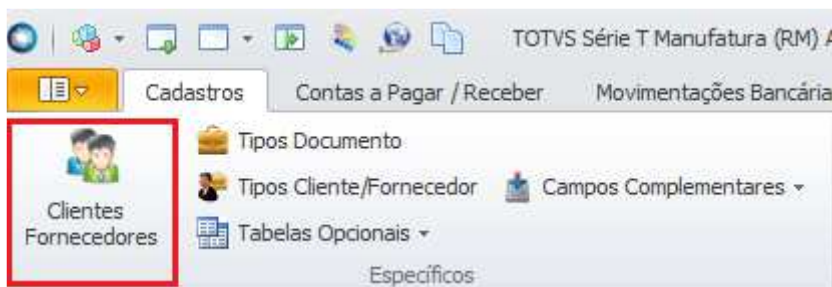 TOTVS Série T Manufatura (RM) A
Cadastros Contas a Pagar / Receber Movimentações Bancária
Clientes
Fornecedores
Tipos Documento
Tipos Cliente/Fornecedor Campos Complementares
Tabelas Opcionais
Específicos